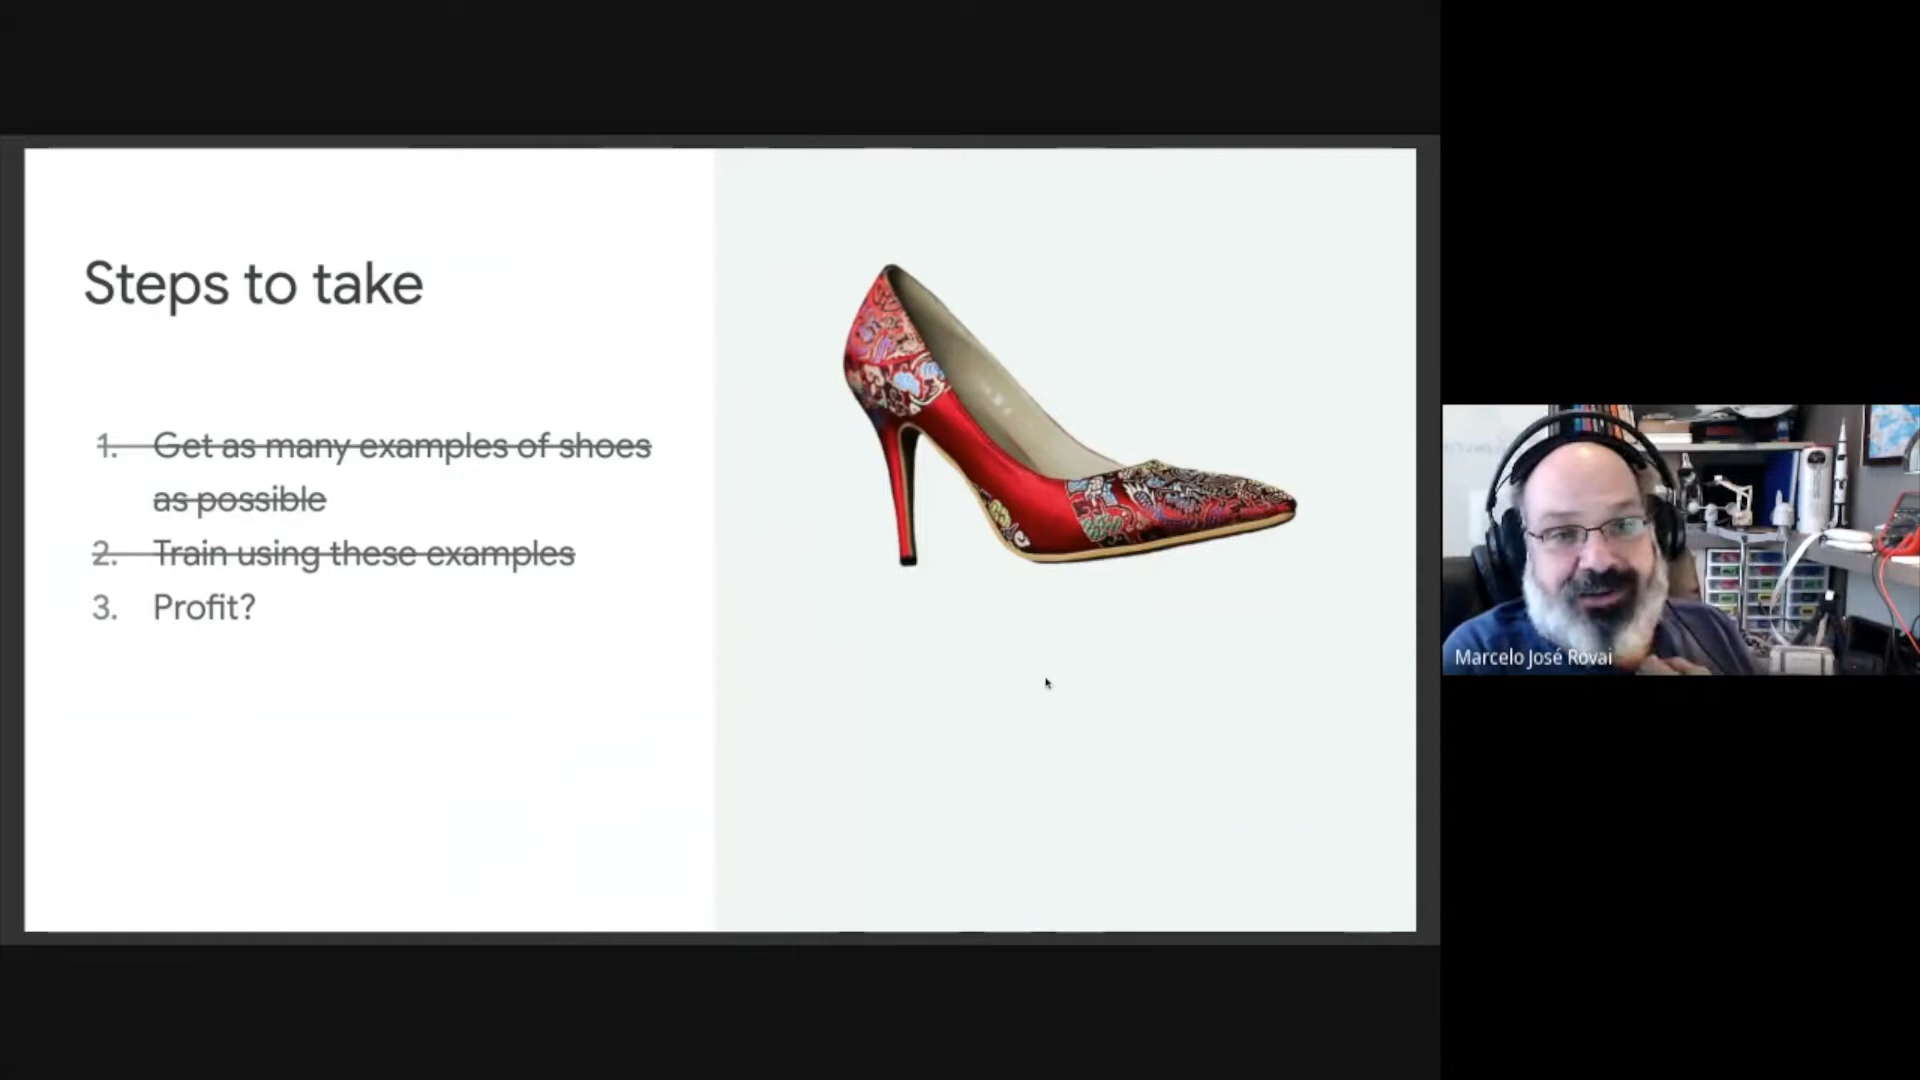 Steps to take
1. Get as many examples of shoes
as possible
2. Train using these examples
3. Profit?
Marcelo José Rovai